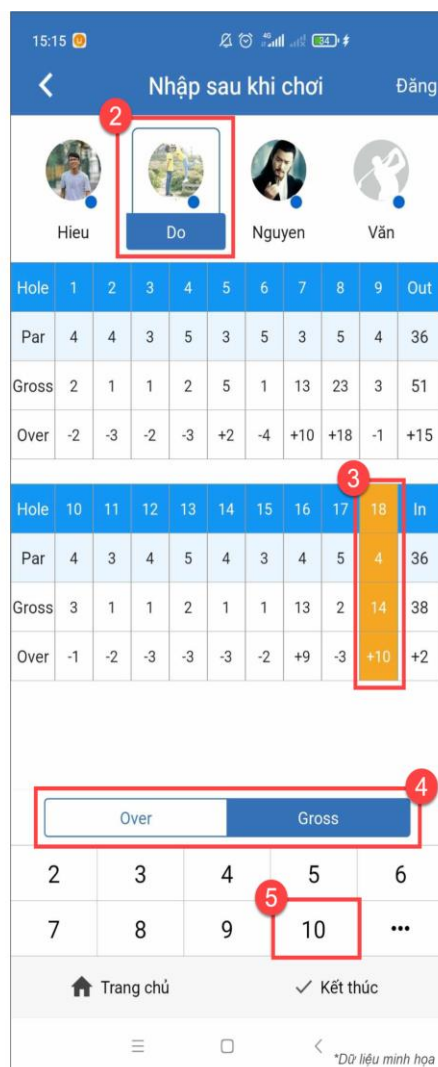 15:15 4G 34
Nhập sau khi chơi Đăng
2
Hieu Do Nguyen Văn
Hole 1 2 3 4 5 6 7 8 9 Out
Par 4 4 3 5 3 5 3 5 4 36
Gross 2 1 1 2 5 1 13 23 3 51
Over -2 -3 -2 -3 +2 -4 +10 +18 -1 +15
3
Hole 10 11 12 13 14 15 16 17 18 In
Par 4 3 4 5 4 3 4 5 4 36
Gross 3 1 1 2 1 1 13 2 14 38
Over -1 -2 -3 -3 -3 -2 +9 -3 +10 +2
4
Over Gross
2 3 4 5 6
5
7 8 9 10 •••
Trang chủ Kết thúc
*Dữ liệu minh họa